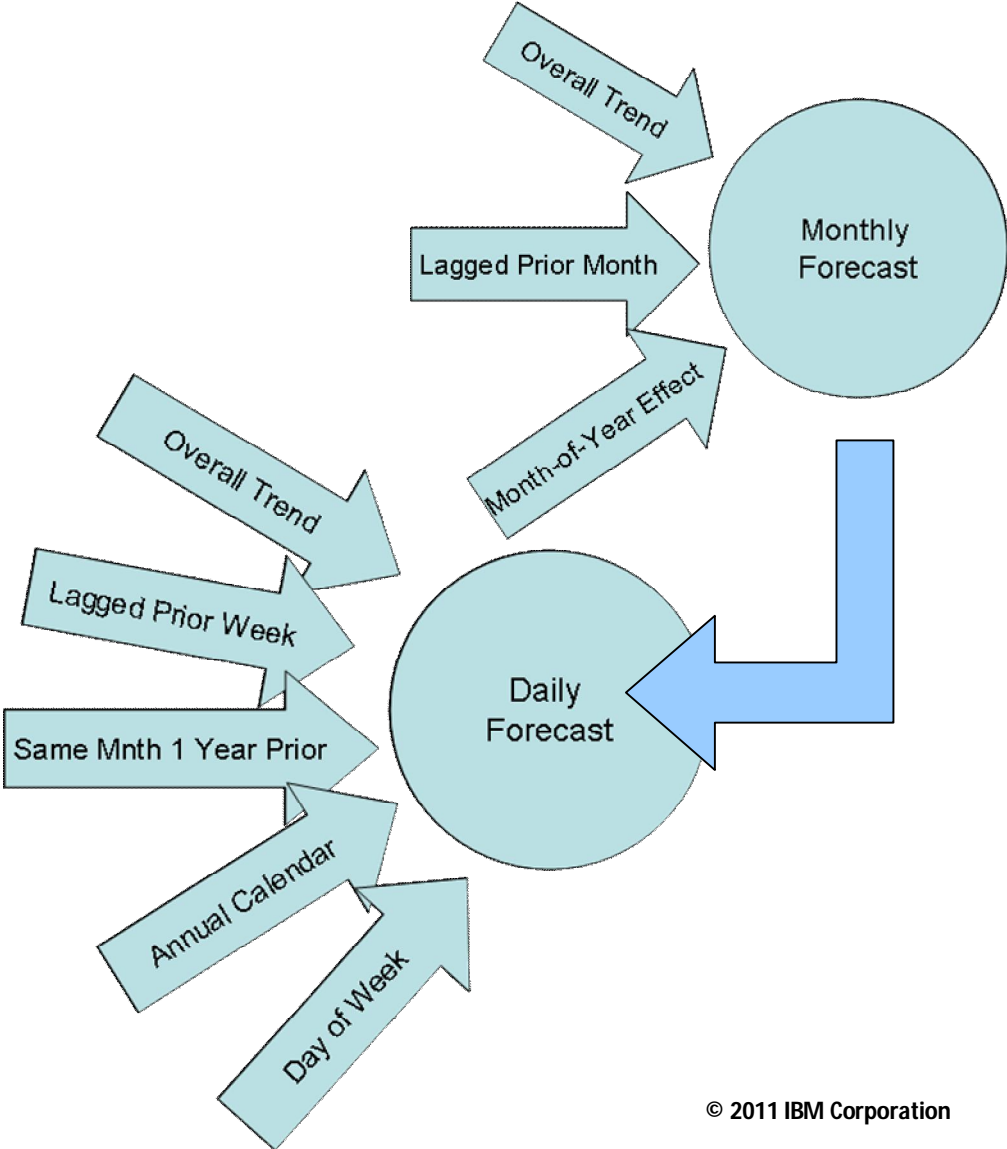 Overall Trend
Lagged Prior Month
Month-of-Year Effect
Monthly
Forecast
Overall Trend
Lagged Prior Week
Same Mnth 1 Year Prior
Annual Calendar
Day of Week
Daily
Forecast
© 2011 IBM Corporation